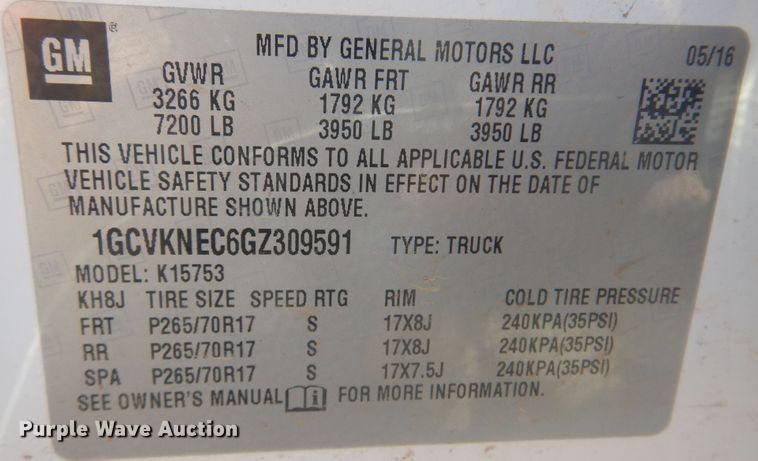 GM ®
MFD BY GENERAL MOTORS LLC 05/16
GVWR GAWR FRT GAWR RR
3266 KG 1792 KG 1792 KG
7200 LB 3950 LB 3950 LB
THIS VEHICLE CONFORMS TO ALL APPLICABLE U.S. FEDERAL MOTOR
VEHICLE SAFETY STANDARDS IN EFFECT ON THE DATE OF
MANUFACTURE SHOWN ABOVE.
1GCVKNEC6GZ309591 TYPE: TRUCK
MODEL: K15753
KH8J TIRE SIZE SPEED RTG RIM COLD TIRE PRESSURE
FRT P265/70R17 S 17X8J 240KPA(35PSI)
RR P265/70R17 S 17X8J 240KPA(35PSI)
SPA P265/70R17 S 17X7.5J 240KPA(35PSI)
SEE OWNER'S MANUAL i FOR MORE INFORMATION.
Purple Wave Auction